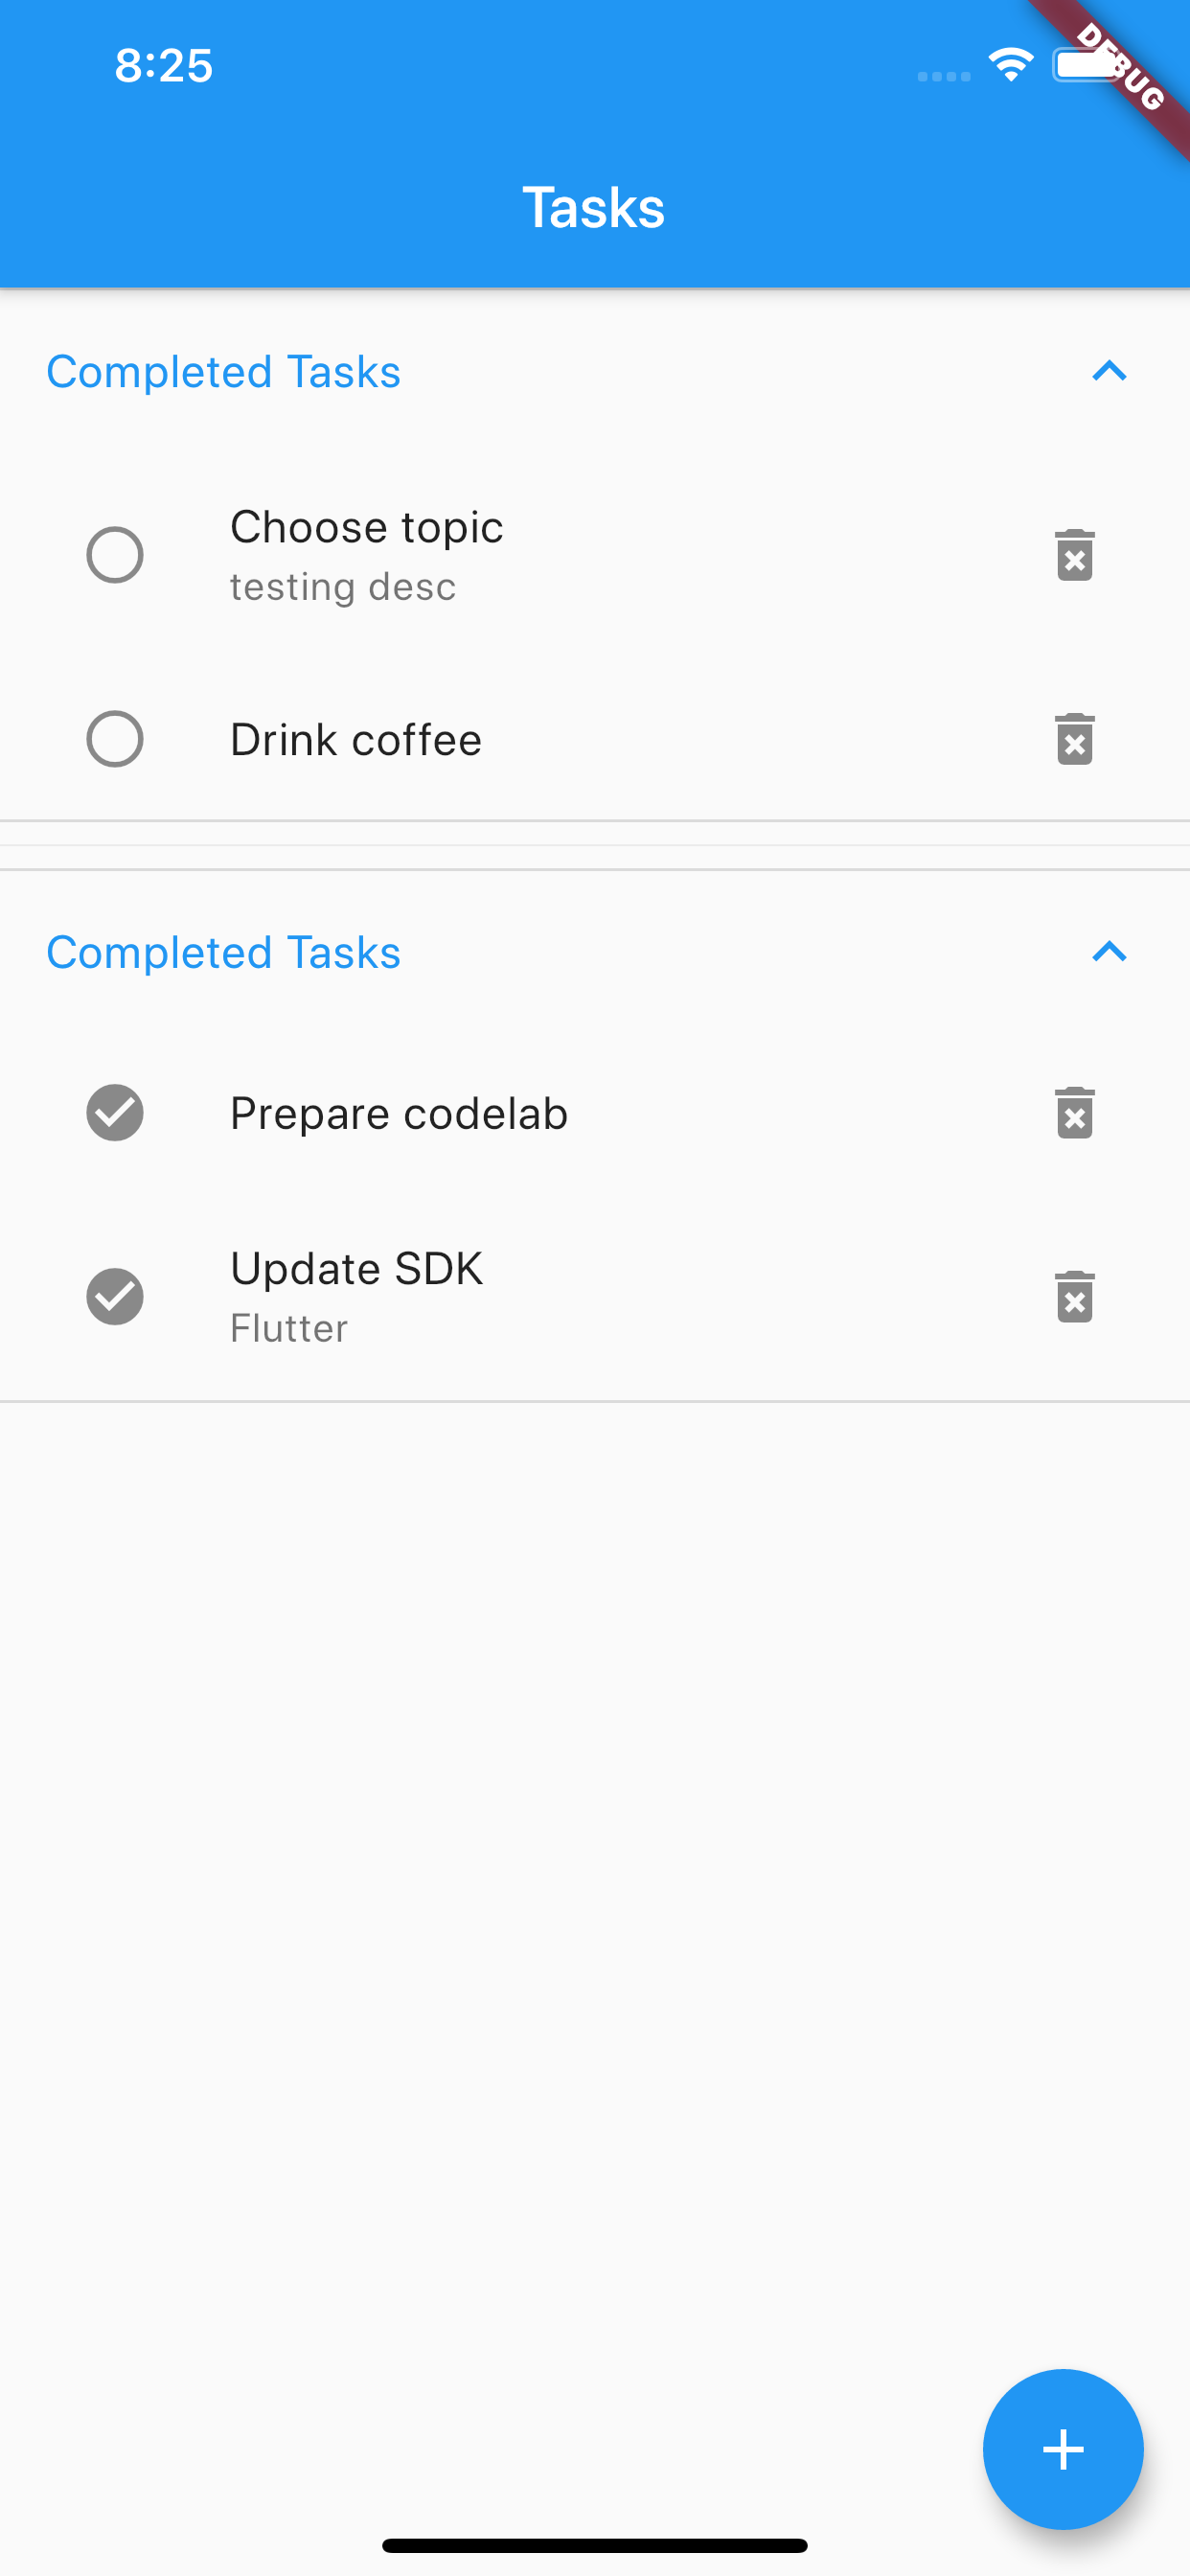 8:25
DEBUG
Tasks
Completed Tasks
Choose topic
testing desc
Drink coffee
Completed Tasks
Prepare codelab
Update SDK
Flutter